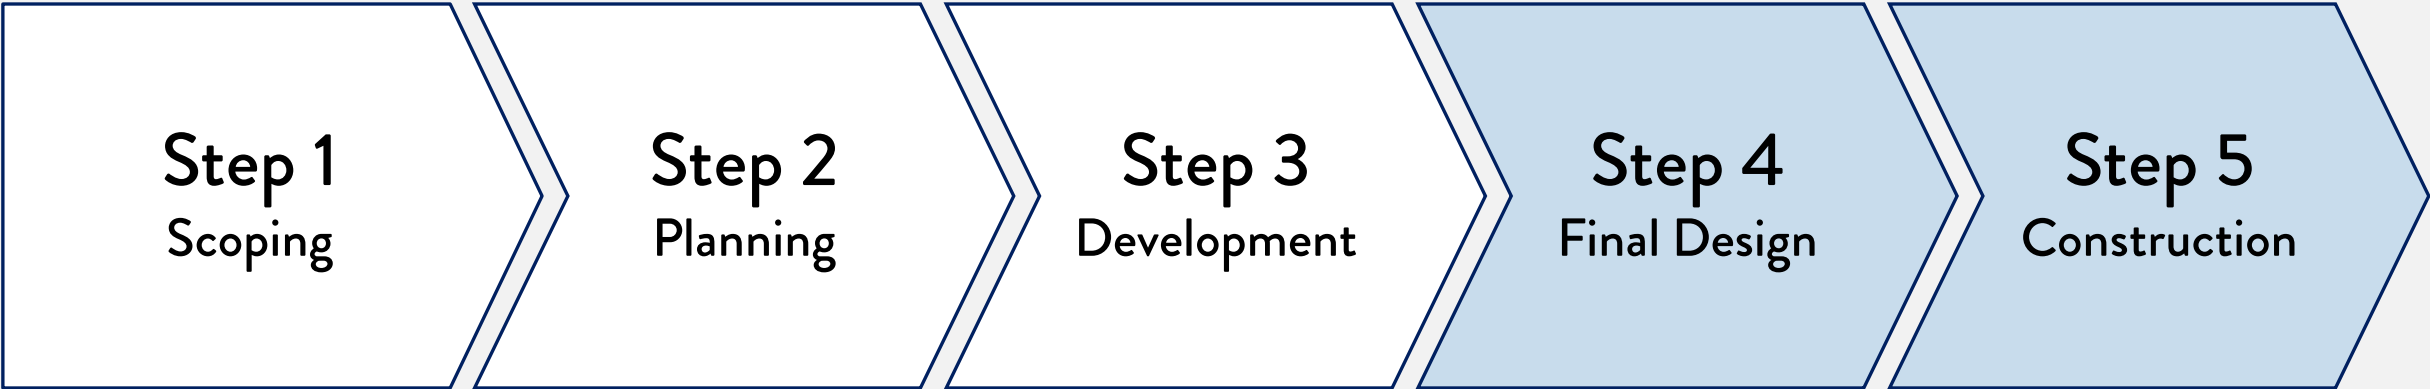 Step 1
Scoping
Step 2
Planning
Step 3
Development
Step 4
Final Design
Step 5
Construction